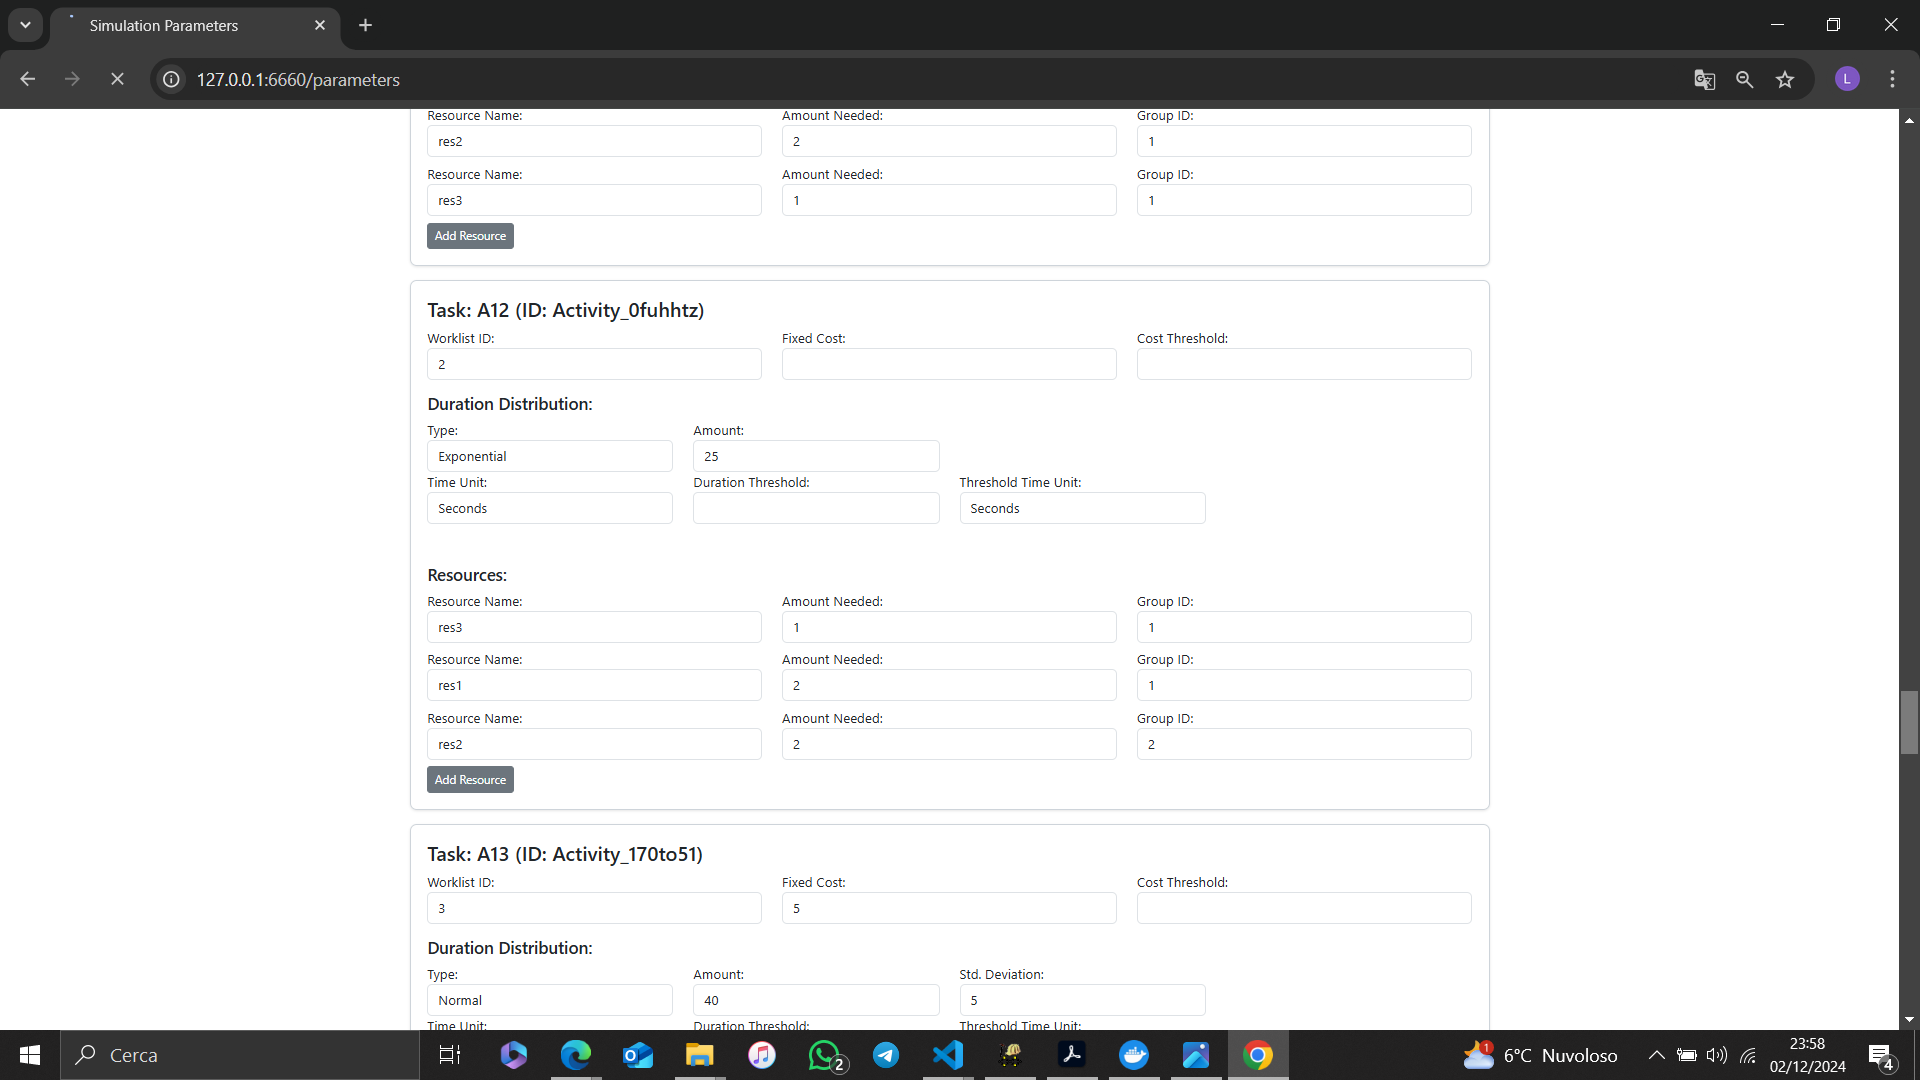 Simulation Parameters
127.0.0.1:6660/parameters
L
Resource Name: Amount Needed: Group ID:
res2 2 1
Resource Name: Amount Needed: Group ID:
res3 1 1
Add Resource
Task: A12 (ID: Activity_0fuhhtz)
Worklist ID: Fixed Cost: Cost Threshold:
2
Duration Distribution:
Type: Amount:
Exponential 25
Time Unit: Duration Threshold: Threshold Time Unit:
Seconds Seconds
Resources:
Resource Name: Amount Needed: Group ID:
res3 1 1
Resource Name: Amount Needed: Group ID:
res1 2 1
Resource Name: Amount Needed: Group ID:
res2 2 2
Add Resource
Task: A13 (ID: Activity_170to51)
Worklist ID: Fixed Cost: Cost Threshold:
3 5
Duration Distribution:
Type: Amount: Std. Deviation:
Normal 40 5
Time Unit: Duration Threshold: Threshold Time Unit:
Cerca 2 1 6°C Nuvoloso 23:58
02/12/2024 4